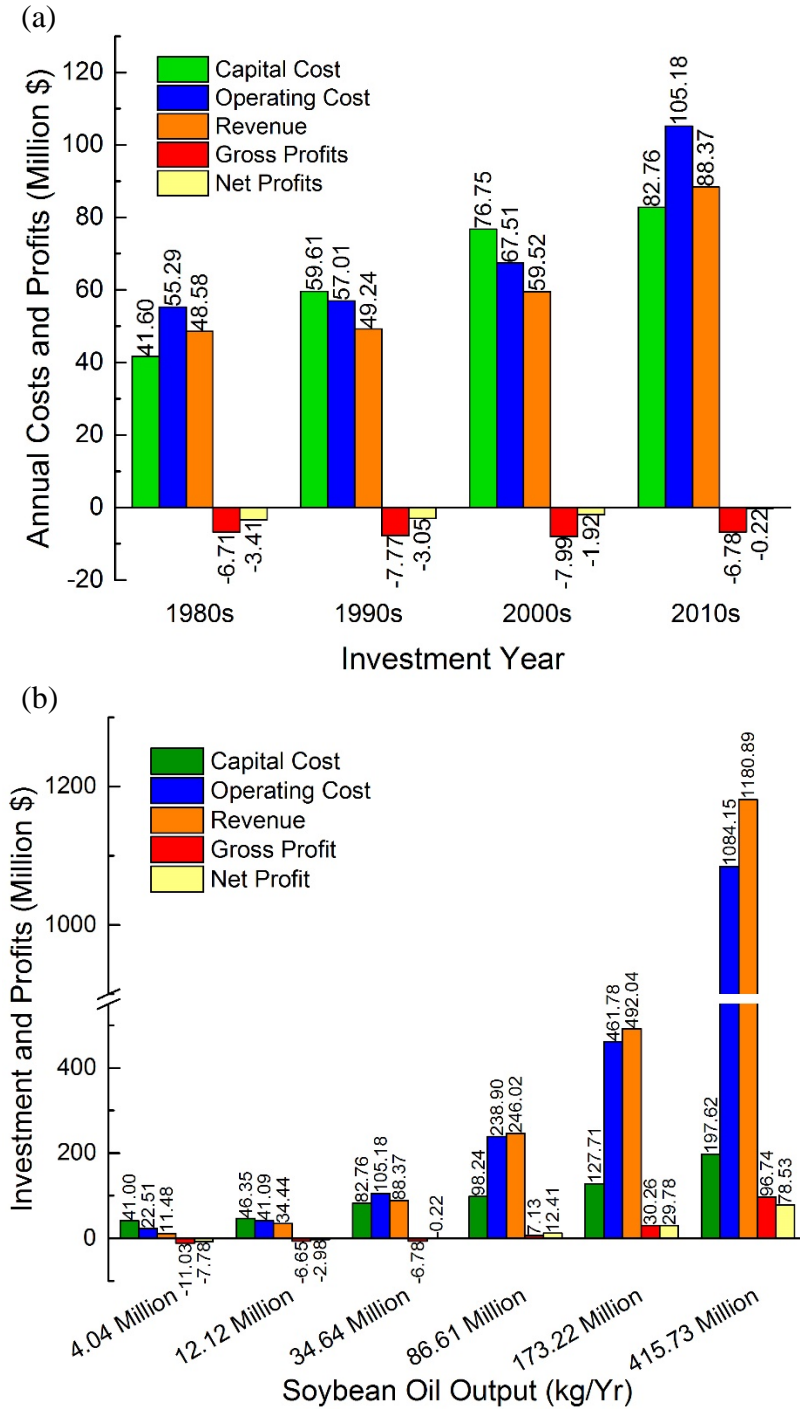 (a)
Capital Cost
Operating Cost
Revenue
Gross Profits
Net Profits
Annual Costs and Profits (Million $)
120
100
80
60
40
20
0
-20
41.60
55.29
48.58
-6.71
-3.41
59.61
57.01
49.24
-7.77
-3.05
76.75
67.51
59.52
-7.99
-1.92
82.76
105.18
88.37
-6.78
-0.22
1980s
1990s
2000s
2010s
Investment Year
(b)
Capital Cost
Operating Cost
Revenue
Gross Profit
Net Profit
Investment and Profits (Million $)
1200
1000
400
200
0
41.00
22.51
11.48
-11.03
-7.78
46.35
41.09
34.44
-6.65
-2.98
82.76
105.18
88.37
-6.78
0.22
98.24
238.90
246.02
7.13
12.41
127.71
461.78
492.04
30.26
29.78
197.62
1084.15
1180.89
96.74
78.53
4.04 Million
12.12 Million
34.64 Million
86.61 Million
173.22 Million
415.73 Million
Soybean Oil Output (kg/Yr)